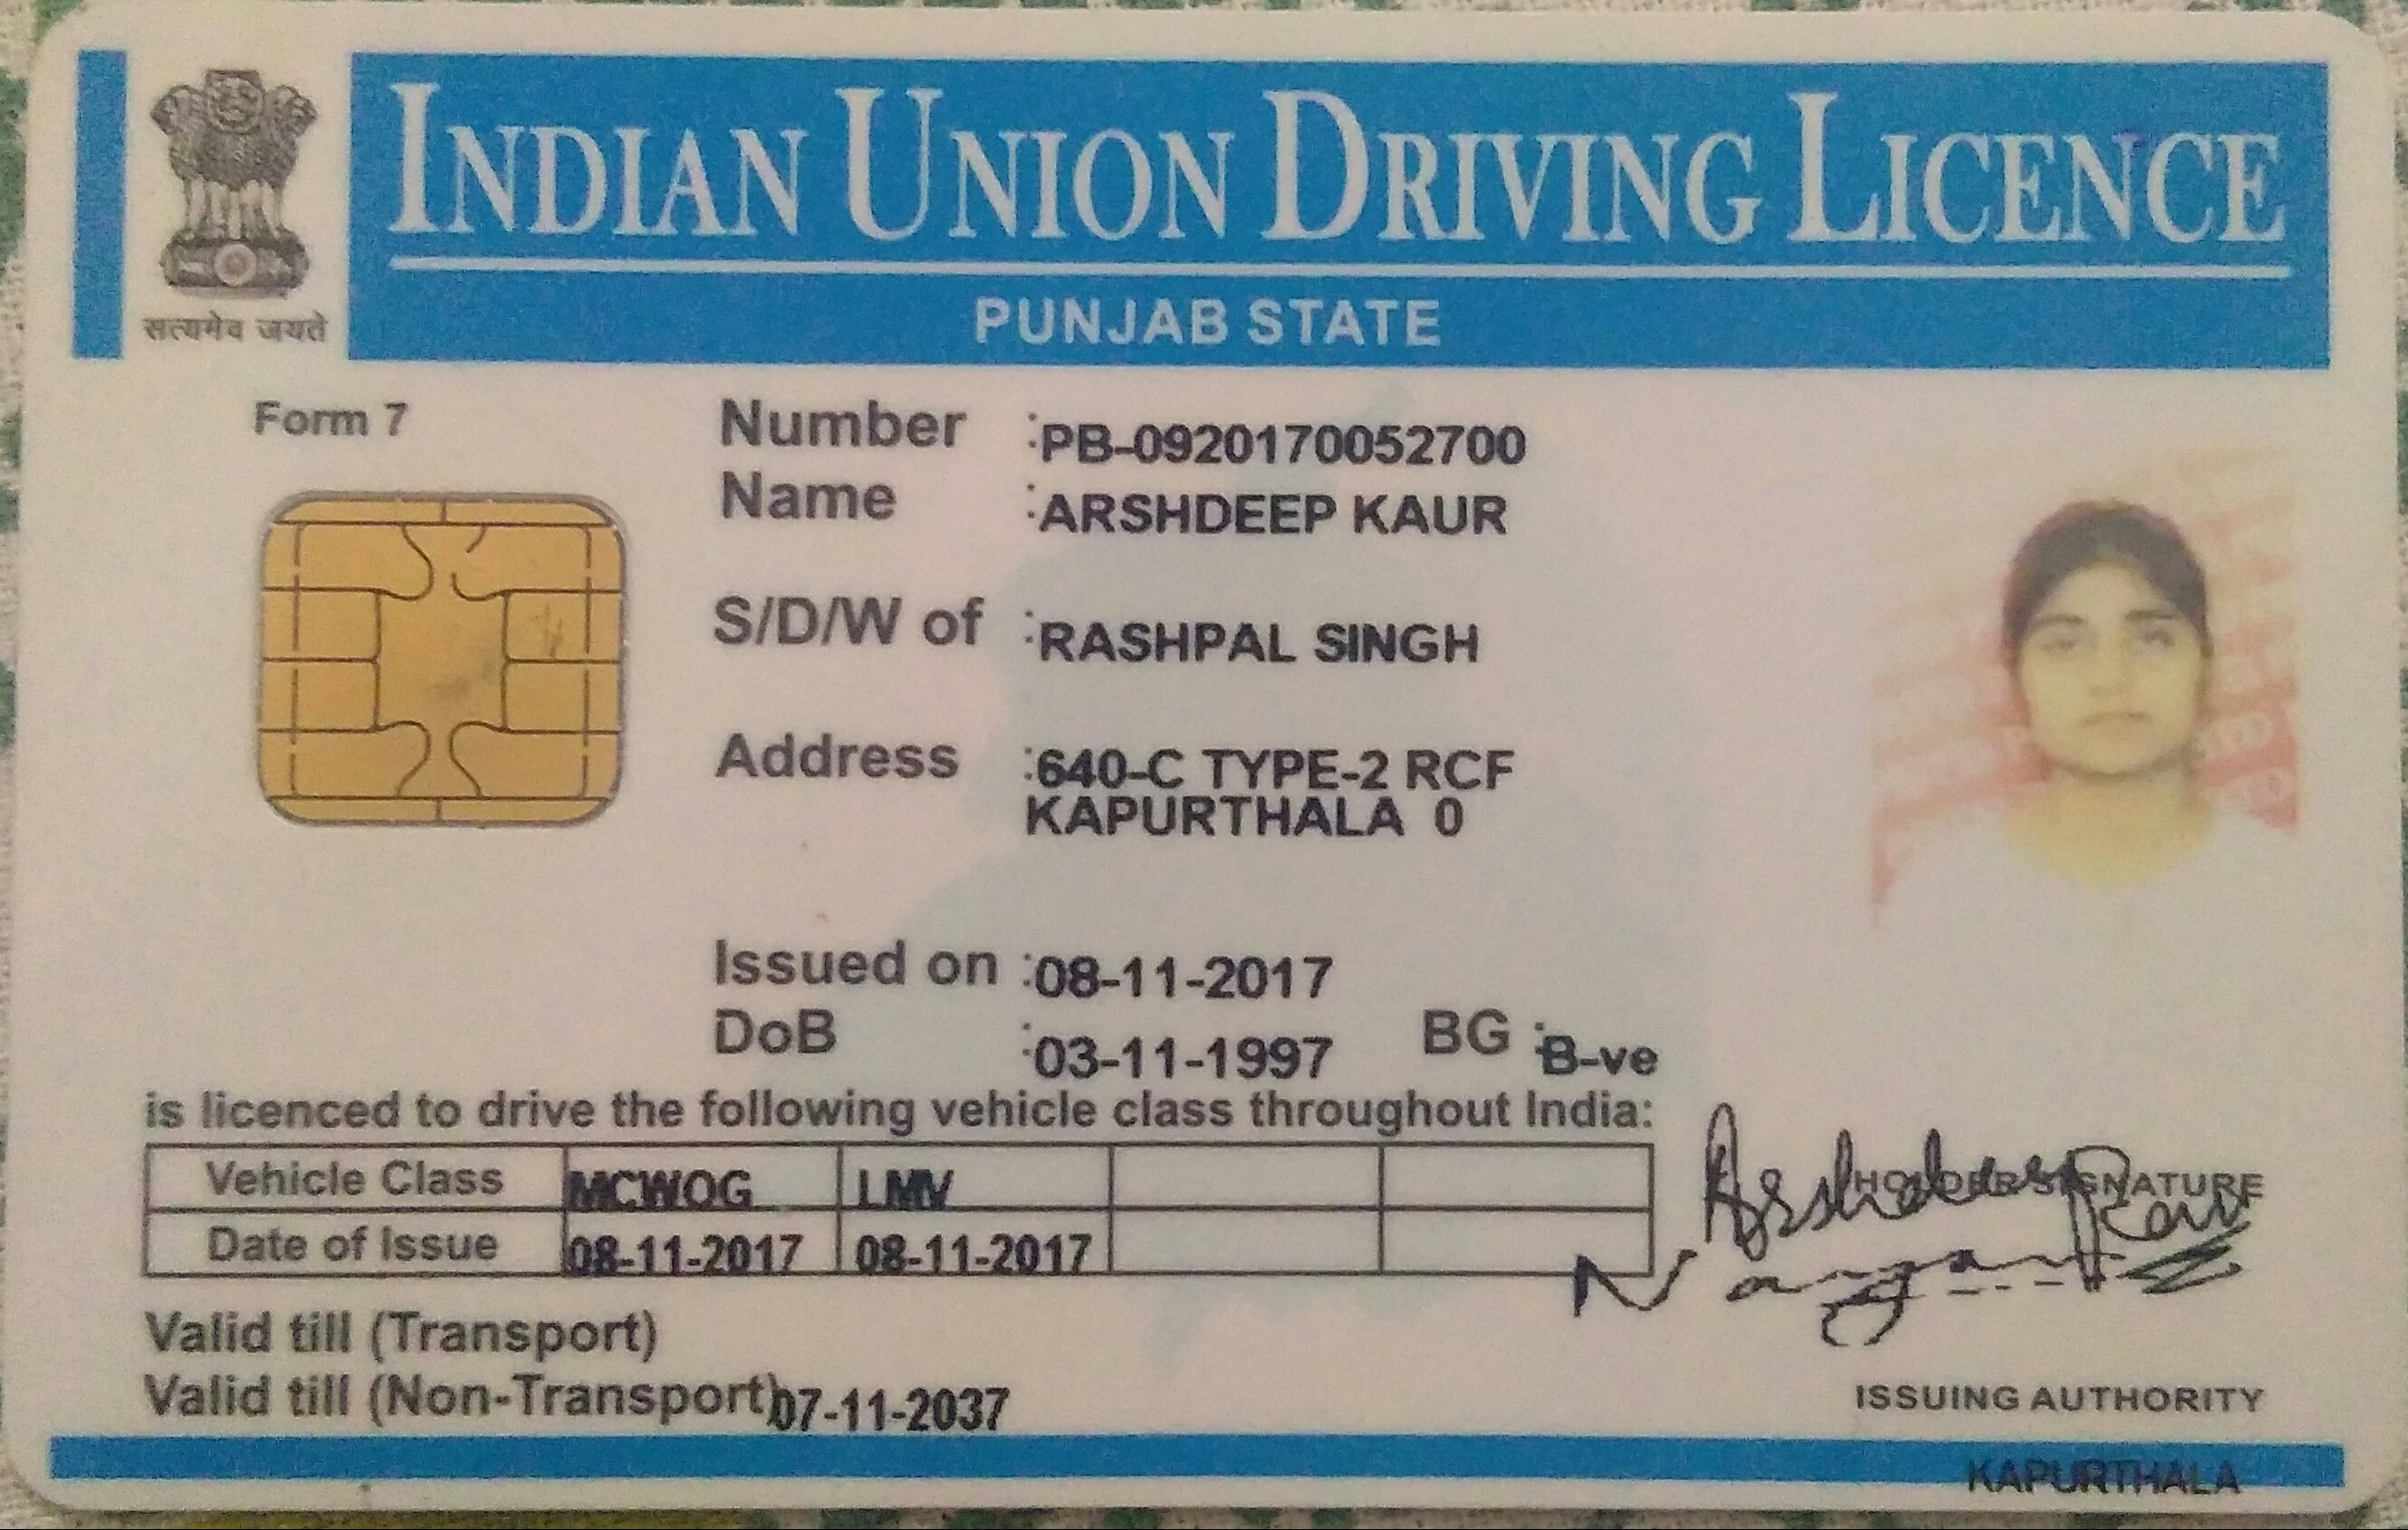 INDIAN UNION DRIVING LICENCE
PUNJAB STATE
सत्यमेव जयते
Form 7
Number :PB-0920170052700
Name :ARSHDEEP KAUR
S/D/W of :RASHPAL SINGH
Address :640-C TYPE-2 RCF
KAPURTHALA 0
Issued on :08-11-2017
DoB :03-11-1997 BG :B-ve
is licenced to drive the following vehicle class throughout India:
Vehicle Class MCWOG LMV
Date of Issue 08-11-2017 08-11-2017
HOLDER SIGNATURE
Arshdeep Kaur
Valid till (Transport)
Valid till (Non-Transport)07-11-2037
ISSUING AUTHORITY
KAPURTHALA